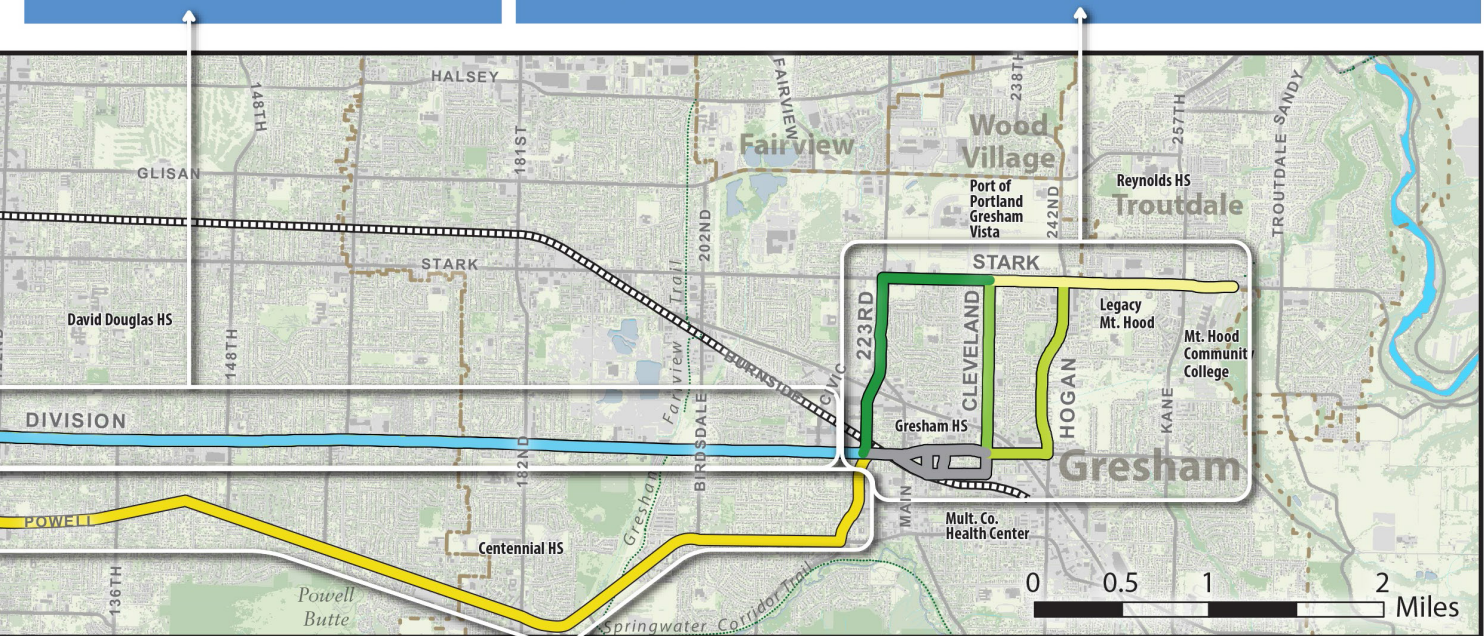 HALSEY
148TH
181ST
FAIRVIEW
238TH
257TH
TROUTDALE SANDY
Fairview
Wood
Village
GLISAN
Port of
Portland
Gresham
Vista
242ND
Reynolds HS
Troutdale
202ND
STARK
STARK
David Douglas HS
148TH
Fairview Trail
BURNSIDE
CIVIC
223RD
CLEVELAND
HOGAN
Legacy
Mt. Hood
Mt. Hood
Community
College
KANE
DIVISION
182ND
BIRDSDALE
Gresham HS
Gresham
POWELL
Centennial HS
Gresham
MAIN
Mult. Co.
Health Center
136TH
Powell
Butte
Springwater Corridor Trail
0 0.5 1 2
Miles